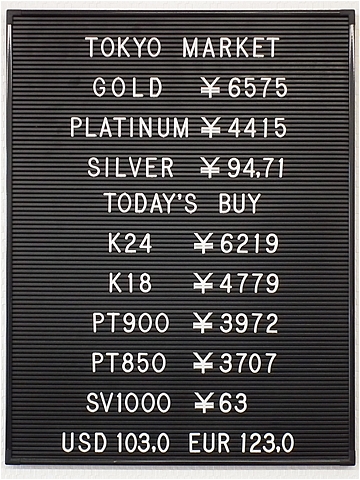 TOKYO MARKET
GOLD ¥6575
PLATINUM ¥4415
SILVER ¥94,71
TODAY'S BUY
K24 ¥6219
K18 ¥4779
PT900 ¥3972
PT850 ¥3707
SV1000 ¥63
USD 103,0 EUR 123,0